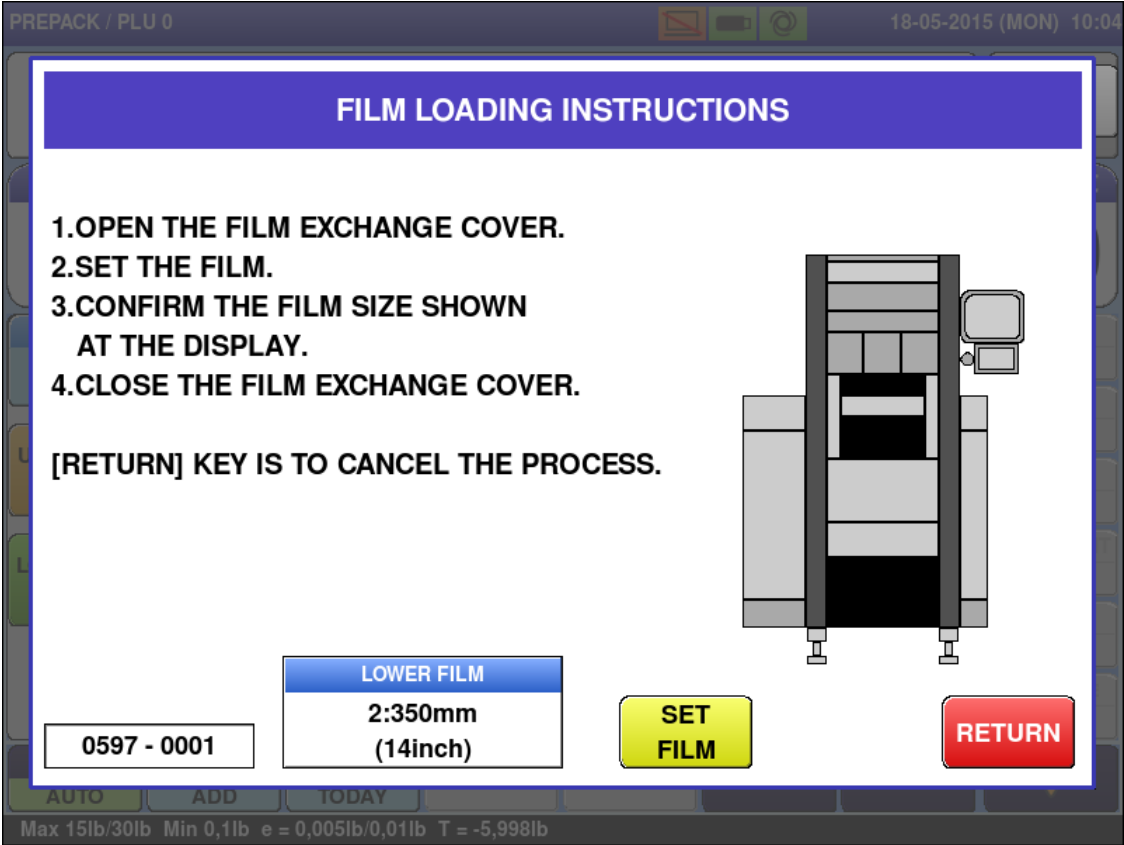 PREPACK / PLU 0
18-05-2015 (MON) 10:04
FILM LOADING INSTRUCTIONS
1.OPEN THE FILM EXCHANGE COVER.
2.SET THE FILM.
3.CONFIRM THE FILM SIZE SHOWN
AT THE DISPLAY.
4.CLOSE THE FILM EXCHANGE COVER.
[RETURN] KEY IS TO CANCEL THE PROCESS.
LOWER FILM
2:350mm
(14inch)
0597 - 0001
SET
FILM
RETURN
AUTO ADD TODAY
Max 15lb/30lb Min 0,1lb e = 0,005lb/0,01lb T = -5,998lb